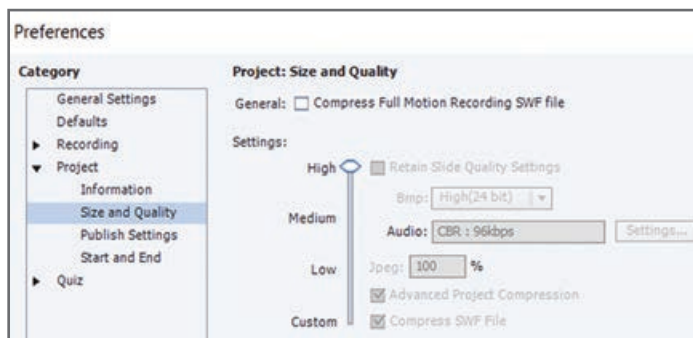 Preferences
Category
General Settings
Defaults
Recording
Project
Information
Size and Quality
Publish Settings
Start and End
Quiz
Project: Size and Quality
General: Compress Full Motion Recording SWF file
Settings:
High
Retain Slide Quality Settings
Bmp: High(24 bit)
Medium
Audio: CBR : 96kbps Settings...
Low
Jpeg: 100 %
Advanced Project Compression
Custom
Compress SWF File